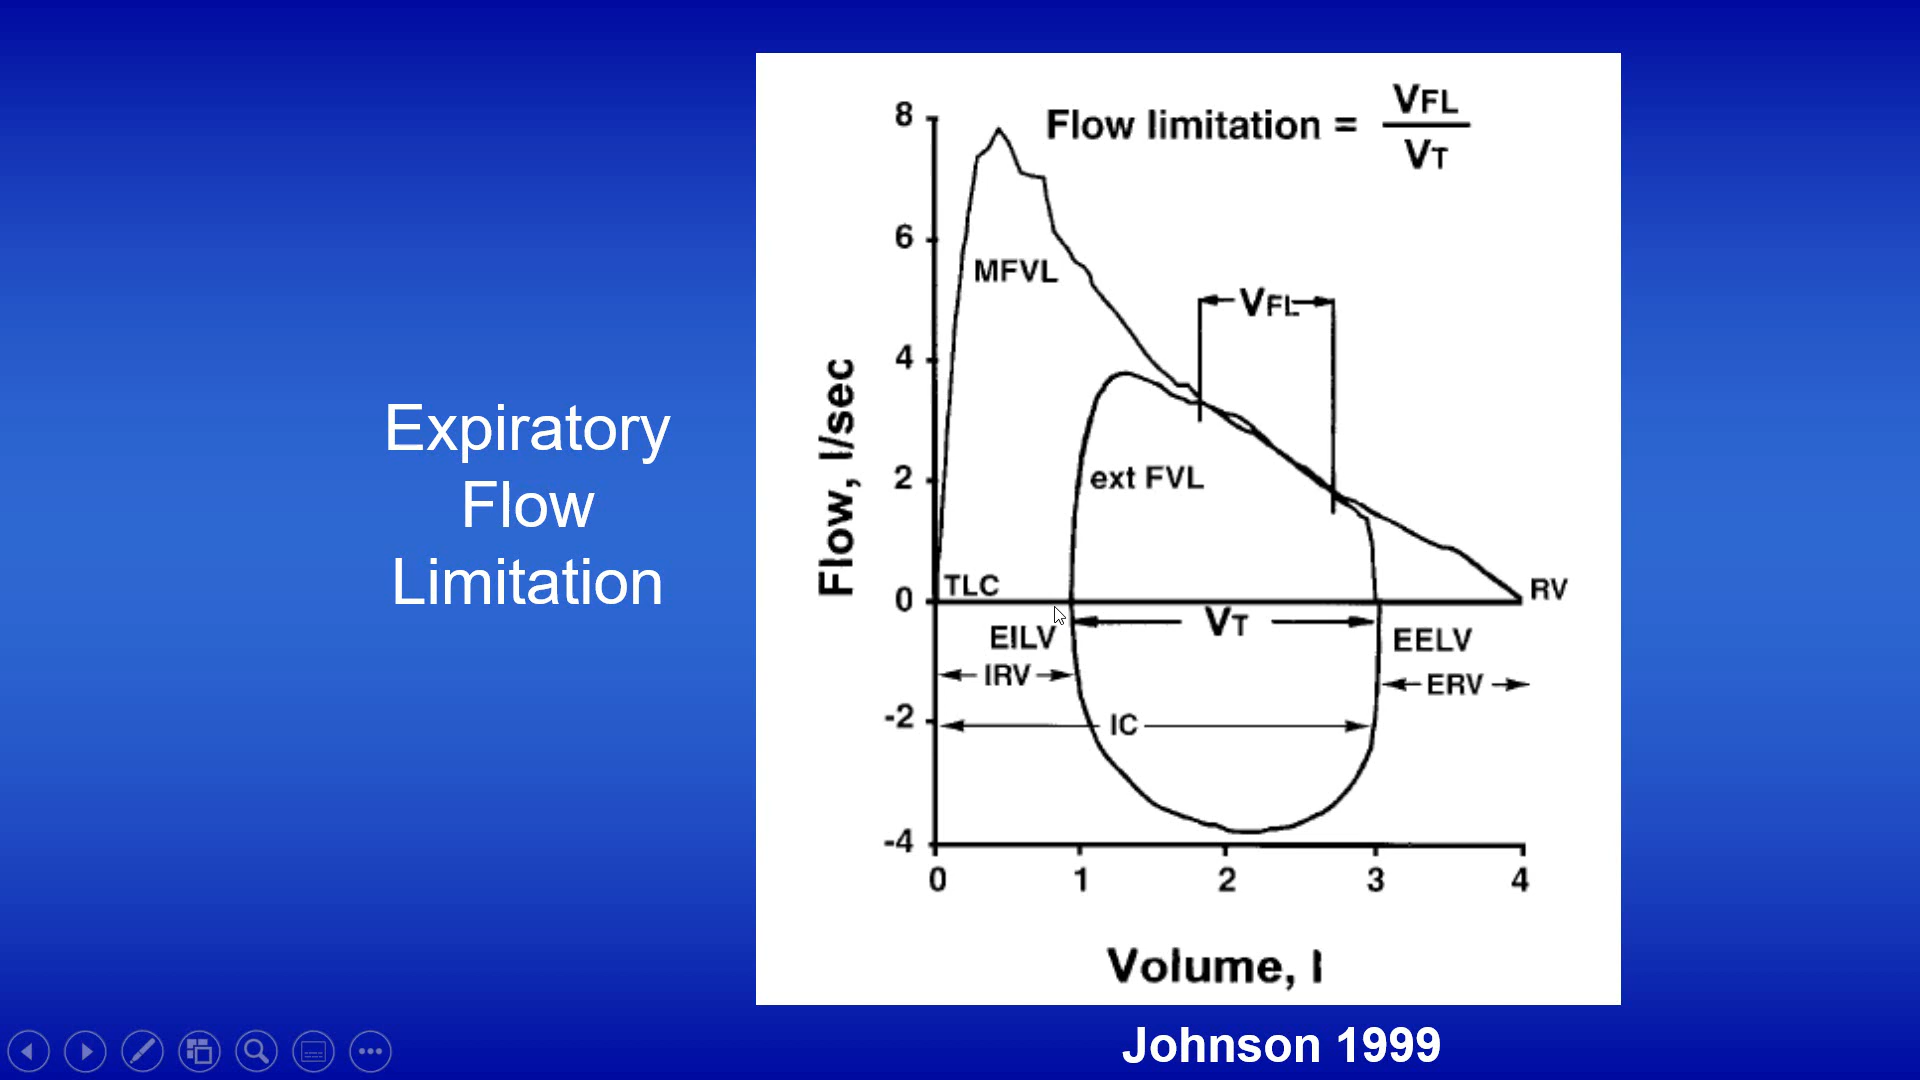 Expiratory
Flow
Limitation
Flow limitation = VFL
VT
8
6
4
2
0
-2
-4
Flow, l/sec
MFVL
VFL
ext FVL
TLC
RV
VT
EILV
EELV
IRV
ERV
IC
0 1 2 3 4
Volume, l
Johnson 1999